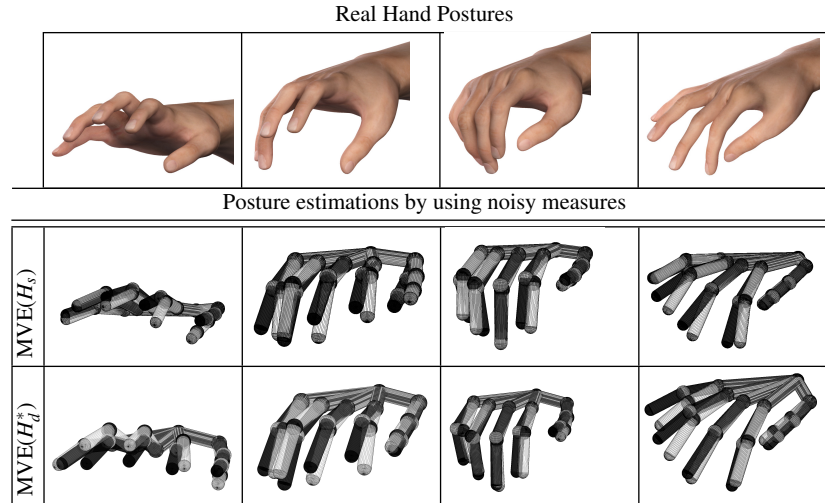 Real Hand Postures
Posture estimations by using noisy measures
MVE(H_s)
MVE(H_d^*)